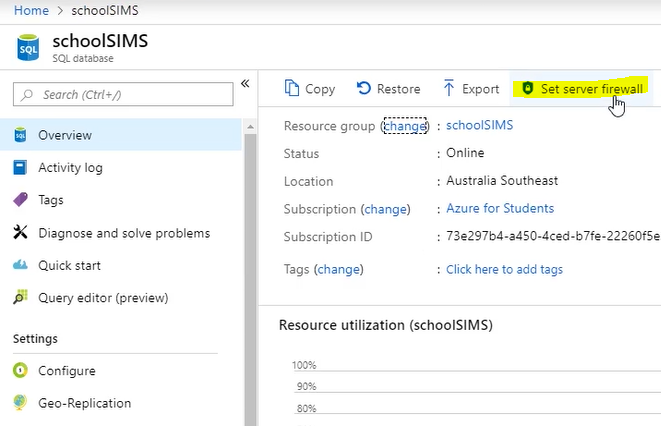 Home > schoolSIMS
SQL
schoolSIMS
SQL database
Search (Ctrl+/)
«
Overview
Activity log
Tags
Diagnose and solve problems
Quick start
Query editor (preview)
Settings
Configure
Geo-Replication
Copy Restore Export Set server firewall
Resource group (change) : schoolSIMS
Status : Online
Location : Australia Southeast
Subscription (change) : Azure for Students
Subscription ID : 73e297b4-a450-4ced-b7fe-22260f5e
Tags (change) : Click here to add tags
Resource utilization (schoolSIMS)
100%
90%
80%